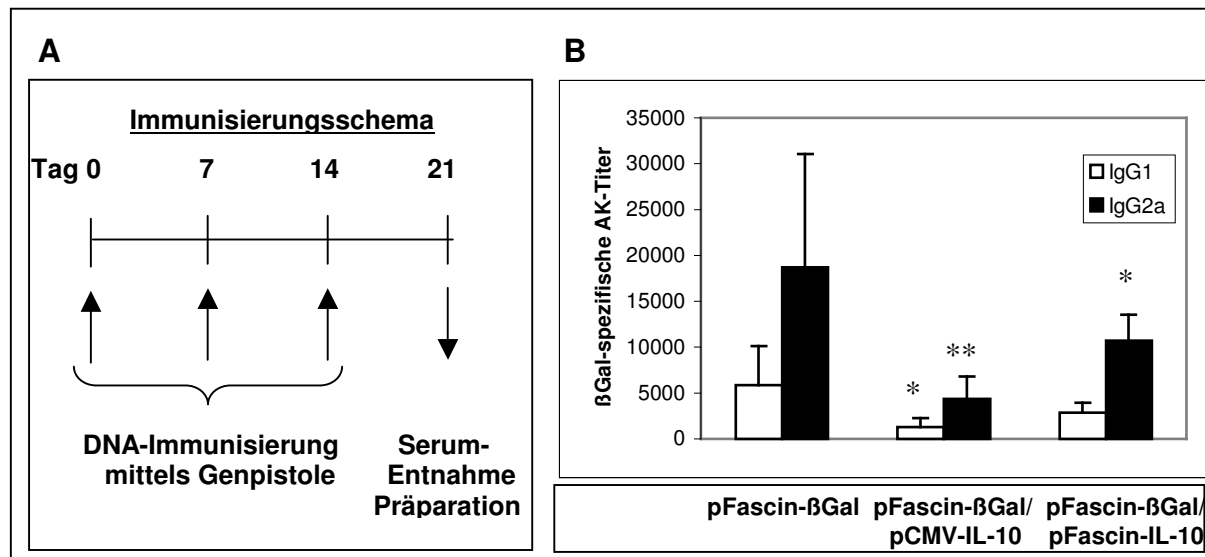 A
Immunisierungsschema
Tag 0 7 14 21
DNA-Immunisierung
mittels Genpistole
Serum-
Entnahme
Präparation
B
ßGal-spezifische AK-Titer
35000
30000
25000
20000
15000
10000
5000
0
IgG1
IgG2a
*
**
*
pFascin-ßGal
pFascin-ßGal/
pCMV-IL-10
pFascin-ßGal/
pFascin-IL-10